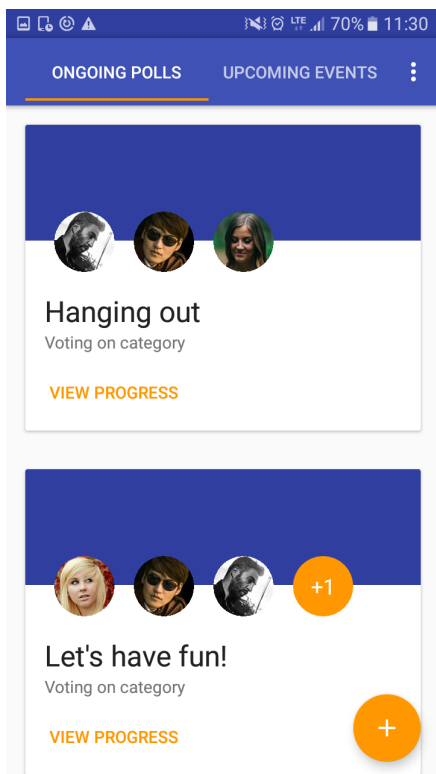 LTE 70% 11:30
ONGOING POLLS UPCOMING EVENTS
Hanging out
Voting on category
VIEW PROGRESS
+1
Let's have fun!
Voting on category
VIEW PROGRESS
+